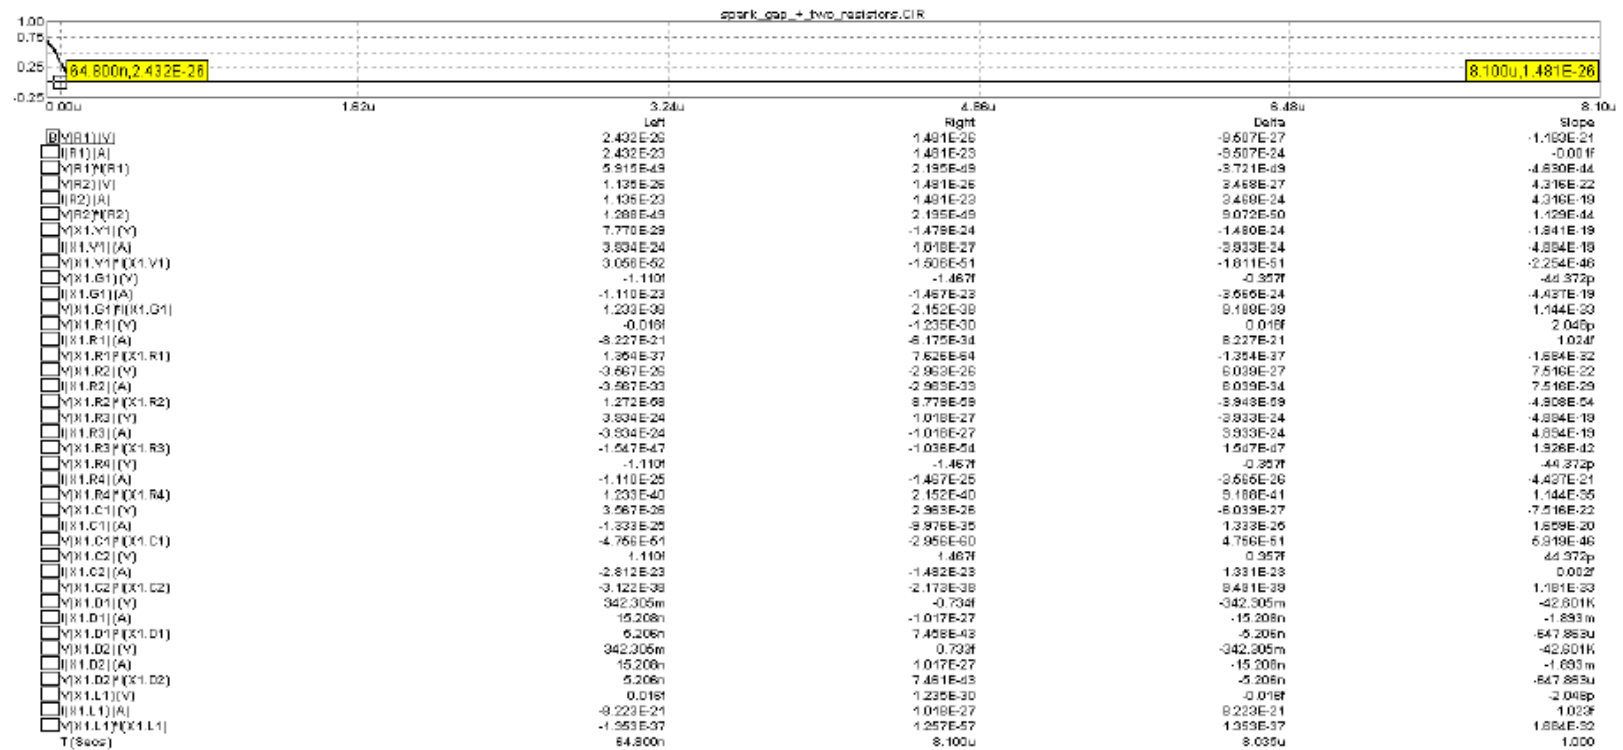 spark_gap_+_two_resistors.CIR
1.00
0.75
0.25
-0.25
64.800n,2.432E-26
8.100u,1.481E-26
0.00u 1.62u 3.24u 4.86u 6.48u 8.10u
Left Right Delta Slope
V(R1)(V) 2.432E-26 1.481E-26 -9.507E-27 -1.183E-21
I(R1)(A) 2.432E-23 1.481E-23 -9.507E-24 -0.001f
V(R1)*I(R1) 5.915E-49 2.195E-49 -3.721E-49 -4.630E-44
V(R2)(V) 1.135E-26 1.481E-26 3.468E-27 4.316E-22
I(R2)(A) 1.135E-23 1.481E-23 3.468E-24 4.316E-19
V(R2)*I(R2) 1.288E-49 2.195E-49 9.072E-50 1.129E-44
V(X1.V1)(V) 7.770E-29 -1.479E-24 -1.480E-24 -1.841E-19
I(X1.V1)(A) 3.934E-24 1.018E-27 -3.933E-24 -4.894E-19
V(X1.V1)*I(X1.V1) 3.056E-52 -1.506E-51 -1.811E-51 -2.254E-46
V(X1.G1)(V) -1.110f -1.467f -0.357f -44.372p
I(X1.G1)(A) -1.110E-23 -1.467E-23 -3.565E-24 -4.437E-19
V(X1.G1)*I(X1.G1) 1.233E-38 2.152E-38 9.188E-39 1.144E-33
V(X1.R1)(V) -0.016f -1.235E-30 0.016f 2.048p
I(X1.R1)(A) -8.227E-21 -6.175E-34 8.227E-21 1.024f
V(X1.R1)*I(X1.R1) 1.354E-37 7.626E-64 -1.354E-37 -1.684E-32
V(X1.R2)(V) -3.567E-26 -2.963E-26 6.039E-27 7.516E-22
I(X1.R2)(A) -3.567E-33 -2.963E-33 6.039E-34 7.516E-29
V(X1.R2)*I(X1.R2) 1.272E-58 8.779E-59 -3.943E-59 -4.908E-54
V(X1.R3)(V) 3.934E-24 1.018E-27 -3.933E-24 -4.894E-19
I(X1.R3)(A) -3.934E-24 -1.018E-27 3.933E-24 4.894E-19
V(X1.R3)*I(X1.R3) -1.547E-47 -1.036E-54 1.547E-47 1.926E-42
V(X1.R4)(V) -1.110f -1.467f -0.357f -44.372p
I(X1.R4)(A) -1.110E-25 -1.467E-25 -3.565E-26 -4.437E-21
V(X1.R4)*I(X1.R4) 1.233E-40 2.152E-40 9.188E-41 1.144E-35
V(X1.C1)(V) 3.567E-26 2.963E-26 -6.039E-27 -7.516E-22
I(X1.C1)(A) -1.333E-25 -9.976E-35 1.333E-25 1.659E-20
V(X1.C1)*I(X1.C1) -4.756E-51 -2.956E-60 4.756E-51 5.919E-46
V(X1.C2)(V) 1.110f 1.467f 0.357f 44.372p
I(X1.C2)(A) -2.812E-23 -1.482E-23 1.331E-23 0.002f
V(X1.C2)*I(X1.C2) -3.122E-38 -2.173E-38 9.491E-39 1.181E-33
V(X1.D1)(V) 342.305m -0.734f -342.305m -42.601K
I(X1.D1)(A) 15.208n -1.017E-27 -15.208n -1.893m
V(X1.D1)*I(X1.D1) 5.206n 7.458E-43 -5.206n -647.863u
V(X1.D2)(V) 342.305m 0.733f -342.305m -42.601K
I(X1.D2)(A) 15.208n 1.017E-27 -15.208n -1.893m
V(X1.D2)*I(X1.D2) 5.206n 7.461E-43 -5.206n -647.863u
V(X1.L1)(V) 0.016f 1.235E-30 -0.016f -2.048p
I(X1.L1)(A) -8.223E-21 1.018E-27 8.223E-21 1.023f
V(X1.L1)*I(X1.L1) -1.353E-37 1.257E-57 1.353E-37 1.684E-32
T (Secs) 64.800n 8.100u 8.035u 1.000